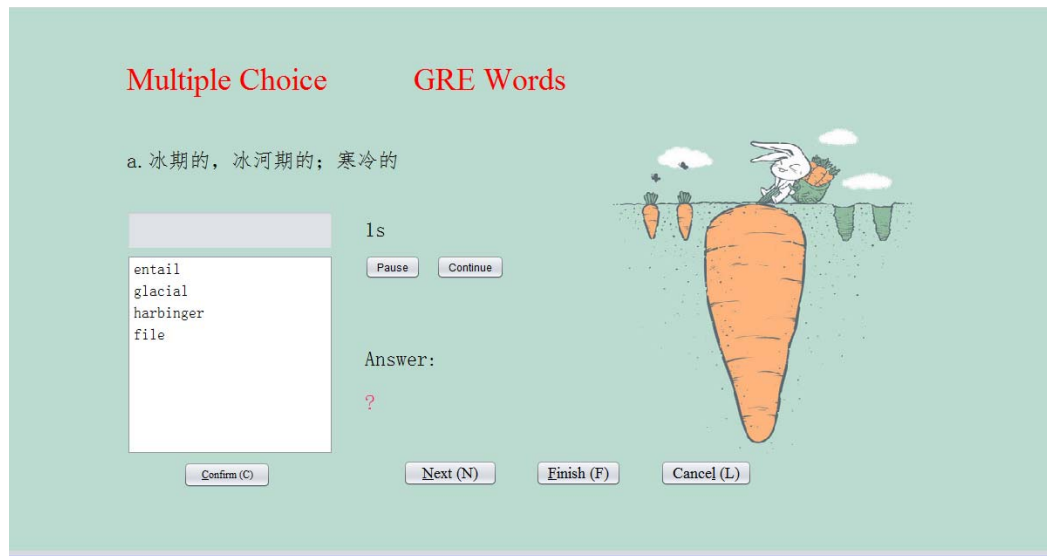 Multiple Choice GRE Words
a. 冰期的，冰河期的；寒冷的
1s
Pause Continue
entail
glacial
harbinger
file
Answer:
?
Confirm (C)
Next (N) Finish (F) Cancel (L)